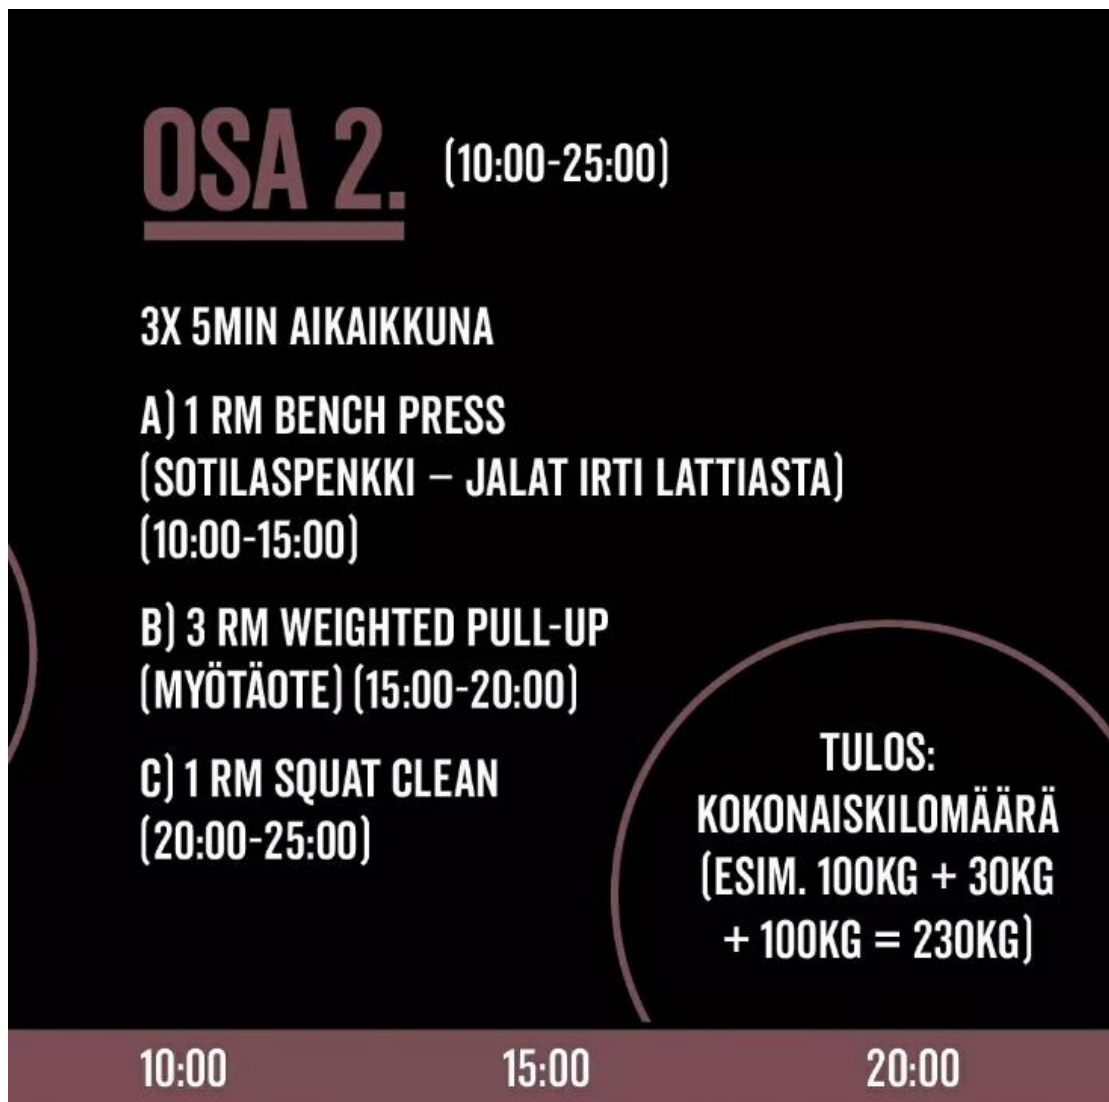 OSA 2. (10:00-25:00)
3X 5MIN AIKAIKKUNA
A) 1 RM BENCH PRESS
(SOTILASPENKKI – JALAT IRTI LATTIASTA)
(10:00-15:00)
B) 3 RM WEIGHTED PULL-UP
(MYÖTÄOTE) (15:00-20:00)
C) 1 RM SQUAT CLEAN
(20:00-25:00)
TULOS:
KOKONAISKILOMÄÄRÄ
(ESIM. 100KG + 30KG
+ 100KG = 230KG)
10:00 15:00 20:00